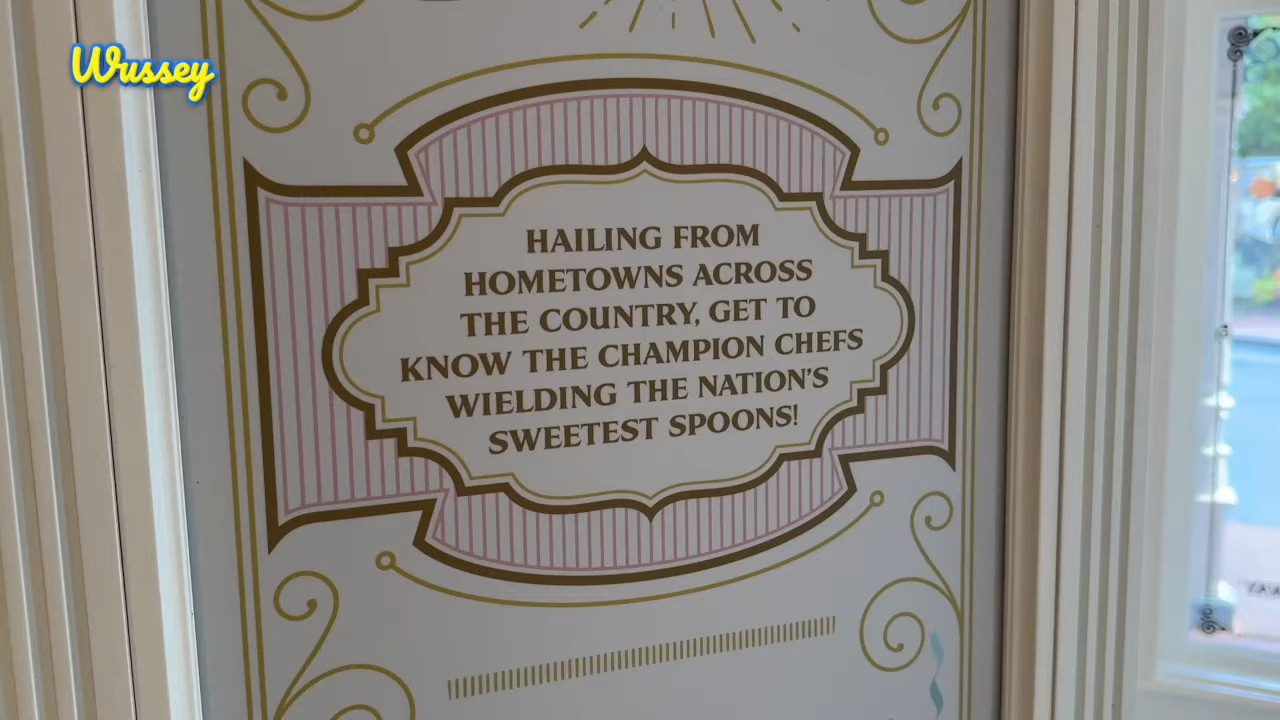 Wussey
HAILING FROM
HOMETOWNS ACROSS
THE COUNTRY, GET TO
KNOW THE CHAMPION CHEFS
WIELDING THE NATION'S
SWEETEST SPOONS!